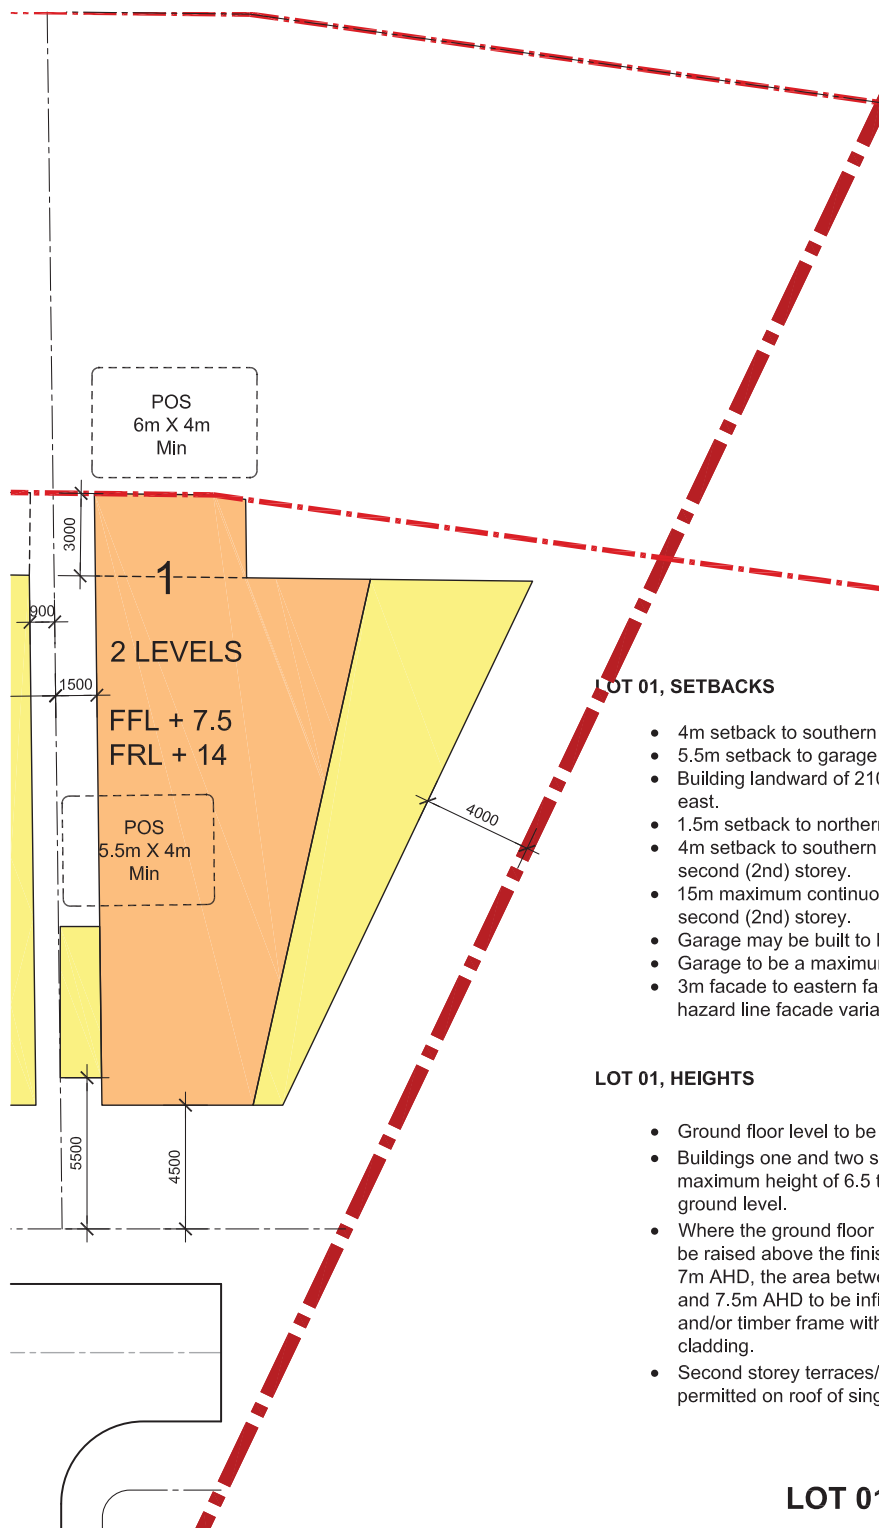 POS
6m X 4m
Min
3000
1
900
2 LEVELS
1500
FFL + 7.5
FRL + 14
POS
5.5m X 4m
Min
4000
5500
4500
LOT 01, SETBACKS
• 4m setback to southern
• 5.5m setback to garage
• Building landward of 210
east.
• 1.5m setback to northern
• 4m setback to southern
second (2nd) storey.
• 15m maximum continuo
second (2nd) storey.
• Garage may be built to
• Garage to be a maximum
• 3m facade to eastern fa
hazard line facade varia
LOT 01, HEIGHTS
• Ground floor level to be
• Buildings one and two s
maximum height of 6.5 t
ground level.
• Where the ground floor
be raised above the finis
7m AHD, the area betwe
and 7.5m AHD to be infi
and/or timber frame with
cladding.
• Second storey terraces/
permitted on roof of sing
LOT 01